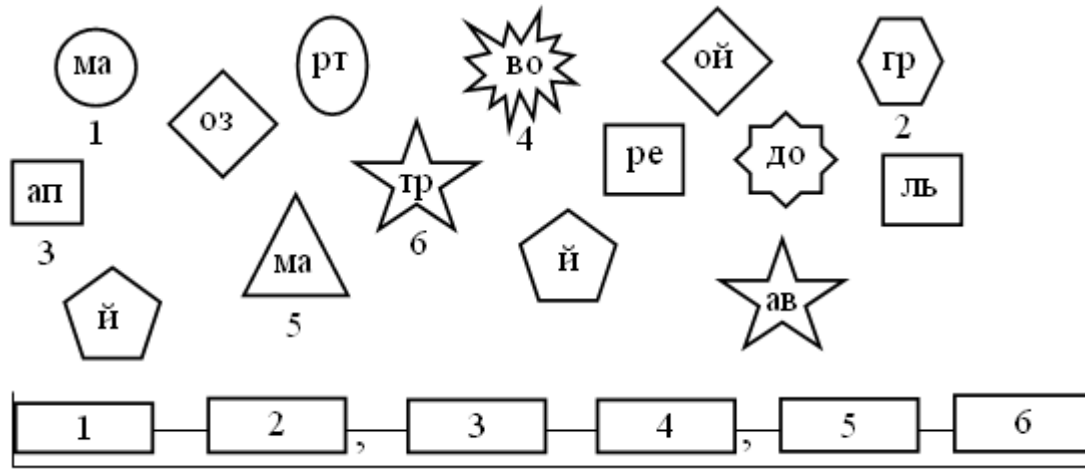 ма рт во ой гр
1 оз 4 2
ап тр ре до ль
3 ма 6 й
й 5 ав
1 2 , 3 4 , 5 6